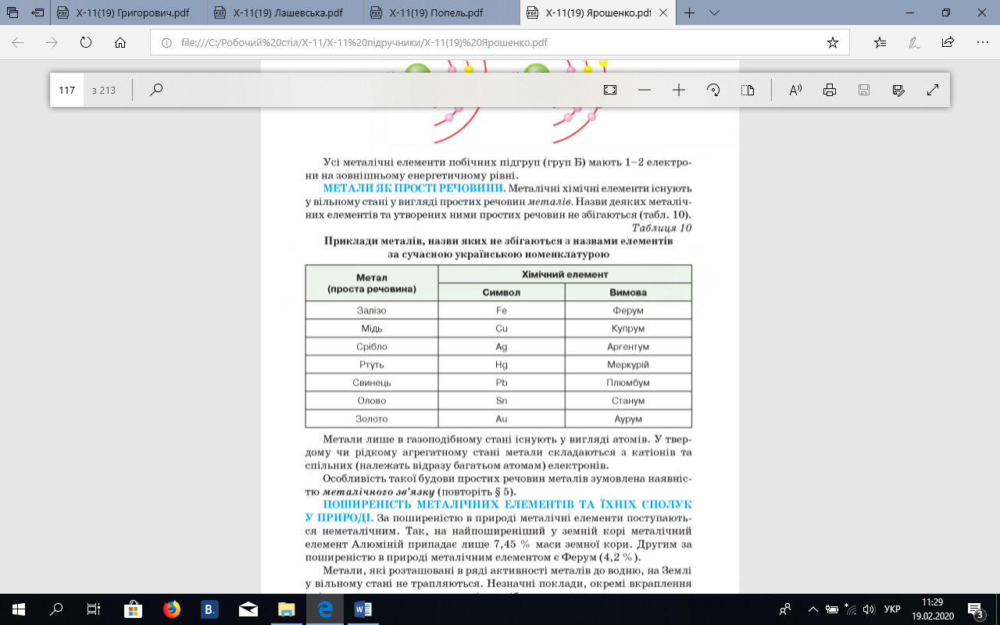 Х-11(19) Григорович.pdf
Х-11(19) Лашевська.pdf
Х-11(19) Попель.pdf
Х-11(19) Ярошенко.pdf
file:///C:/Робочий%20стіл/Х-11/Х-11%20підручники/Х-11(19)%20Ярошенко.pdf
117 з 213
Усі металічні елементи побічних підгруп (груп Б) мають 1–2 електро-
ни на зовнішньому енергетичному рівні.
МЕТАЛИ ЯК ПРОСТІ РЕЧОВИНИ. Металічні хімічні елементи існують
у вільному стані у вигляді простих речовин металів. Назви деяких металіч-
них елементів та утворених ними простих речовин не збігаються (табл. 10).
Таблиця 10
Приклади металів, назви яких не збігаються з назвами елементів
за сучасною українською номенклатурою
Метал
(проста речовина)
Хімічний елемент
Символ Вимова
Залізо Fe Ферум
Мідь Cu Купрум
Срібло Ag Аргентум
Ртуть Hg Меркурій
Свинець Pb Плюмбум
Олово Sn Станум
Золото Au Аурум
Метали лише в газоподібному стані існують у вигляді атомів. У твер-
дому чи рідкому агрегатному стані метали складаються з катіонів та
спільних (належать відразу багатьом атомам) електронів.
Особливість такої будови простих речовин металів зумовлена наявніс-
тю металічного зв’язку (повторіть § 5).
ПОШИРЕНІСТЬ МЕТАЛІЧНИХ ЕЛЕМЕНТІВ ТА ЇХНІХ СПОЛУК
У ПРИРОДІ. За поширеністю в природі металічні елементи поступають-
ся неметалічним. Так, на найпоширеніший у земній корі металічний
елемент Алюміній припадає лише 7,45 % маси земної кори. Другим за
поширеністю в природі металічним елементом є Ферум (4,2 %).
Метали, які розташовані в ряді активності металів до водню, на Землі
у вільному стані не трапляються. Незначні поклади, окремі вкраплення
B.
УКР
11:29
19.02.2020
3